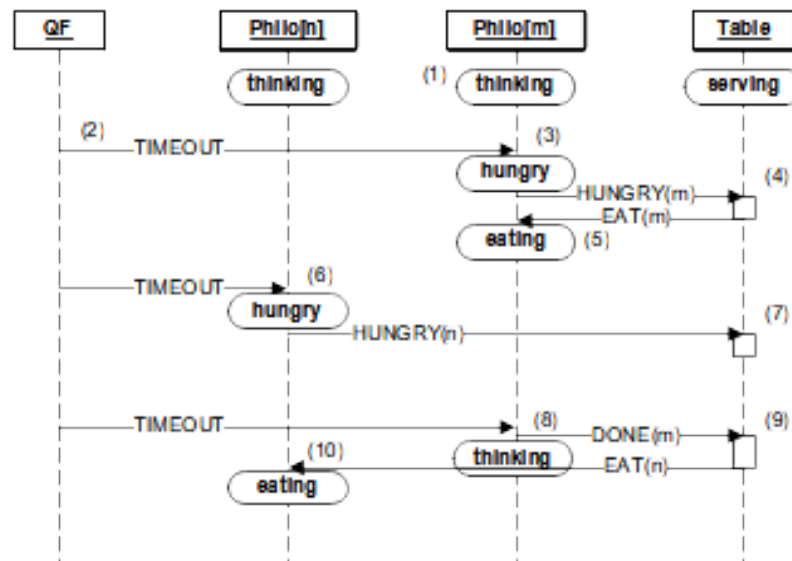 QF Philo[n] Philo[m] Table
thinking (1) thinking serving
(2) TIMEOUT (3)
hungry
HUNGRY(m) (4)
EAT(m)
eating (5)
TIMEOUT (6)
hungry
HUNGRY(n) (7)
TIMEOUT (8) DONE(m) (9)
(10) thinking EAT(n)
eating